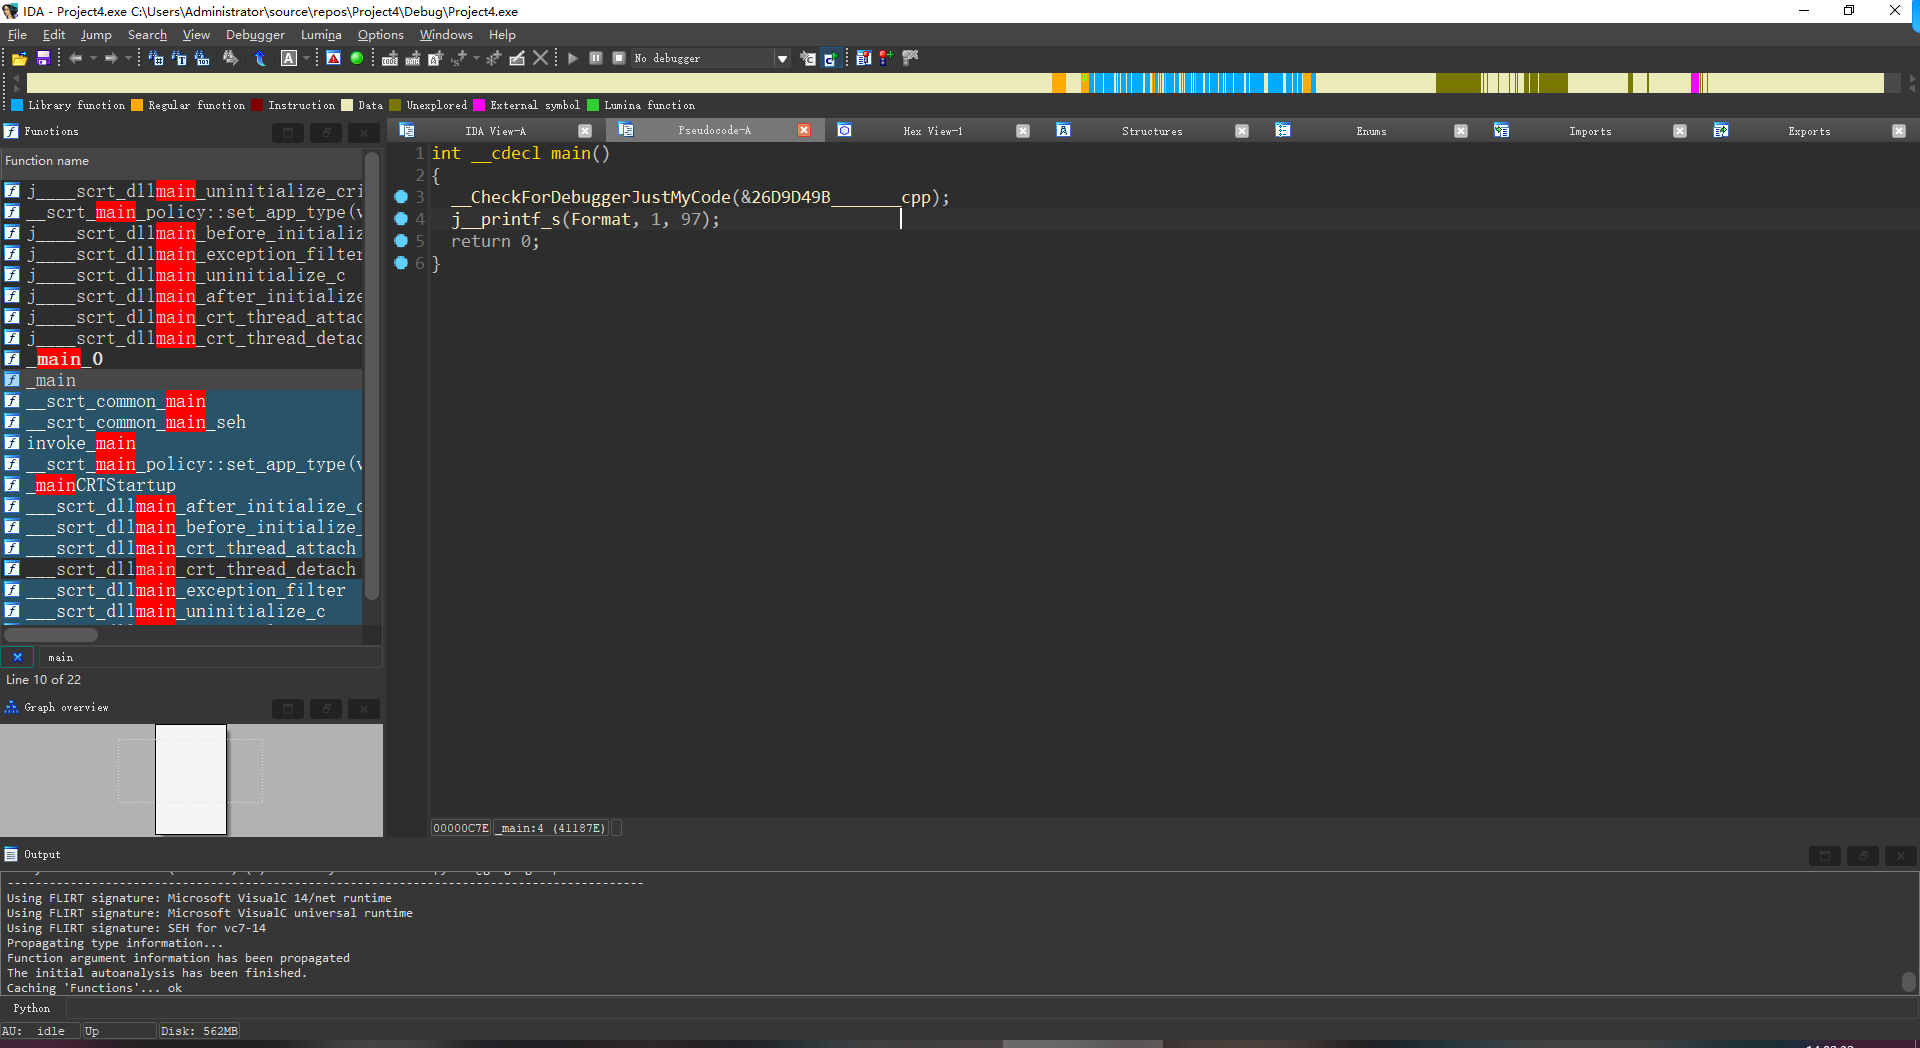 IDA - Project4.exe C:\Users\Administrator\source\repos\Project4\Debug\Project4.exe
File Edit Jump Search View Debugger Lumina Options Windows Help
No debugger
Library function Regular function Instruction Data Unexplored External symbol Lumina function
Functions
IDA View-A Pseudocode-A Hex View-1 Structures Enums Imports Exports
Function name
j____scrt_dllmain_uninitialize_cri
__scrt_main_policy::set_app_type(v
j____scrt_dllmain_before_initializ
j____scrt_dllmain_exception_filter
j____scrt_dllmain_uninitialize_c
j____scrt_dllmain_after_initialize
j____scrt_dllmain_crt_thread_attac
j____scrt_dllmain_crt_thread_detac
_main_0
_main
__scrt_common_main
__scrt_common_main_seh
invoke_main
__scrt_main_policy::set_app_type(v
_mainCRTStartup
___scrt_dllmain_after_initialize_c
___scrt_dllmain_before_initialize_
___scrt_dllmain_crt_thread_attach
___scrt_dllmain_crt_thread_detach
___scrt_dllmain_exception_filter
___scrt_dllmain_uninitialize_c
main
Line 10 of 22
Graph overview
1 int __cdecl main()
2 {
3 __CheckForDebuggerJustMyCode(&26D9D49B_______cpp);
4 j__printf_s(Format, 1, 97);
5 return 0;
6 }
00000C7E _main:4 (41187E)
Output
Using FLIRT signature: Microsoft VisualC 14/net runtime
Using FLIRT signature: Microsoft VisualC universal runtime
Using FLIRT signature: SEH for vc7-14
Propagating type information...
Function argument information has been propagated
The initial autoanalysis has been finished.
Caching 'Functions'... ok
Python
AU: idle Up Disk: 562MB